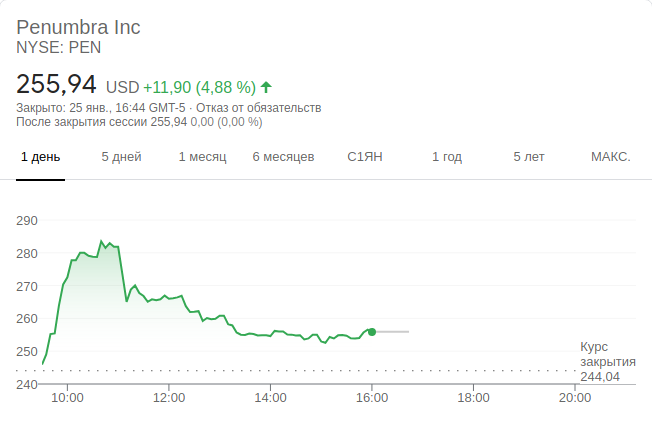 Penumbra Inc
NYSE: PEN
255,94 USD +11,90 (4,88 %)
Закрыто: 25 янв., 16:44 GMT-5 · Отказ от обязательств
После закрытия сессии 255,94 0,00 (0,00 %)
1 день 5 дней 1 месяц 6 месяцев С1ЯН 1 год 5 лет МАКС.
290
280
270
260
250
240
Курс
закрытия
244,04
10:00 12:00 14:00 16:00 18:00 20:00